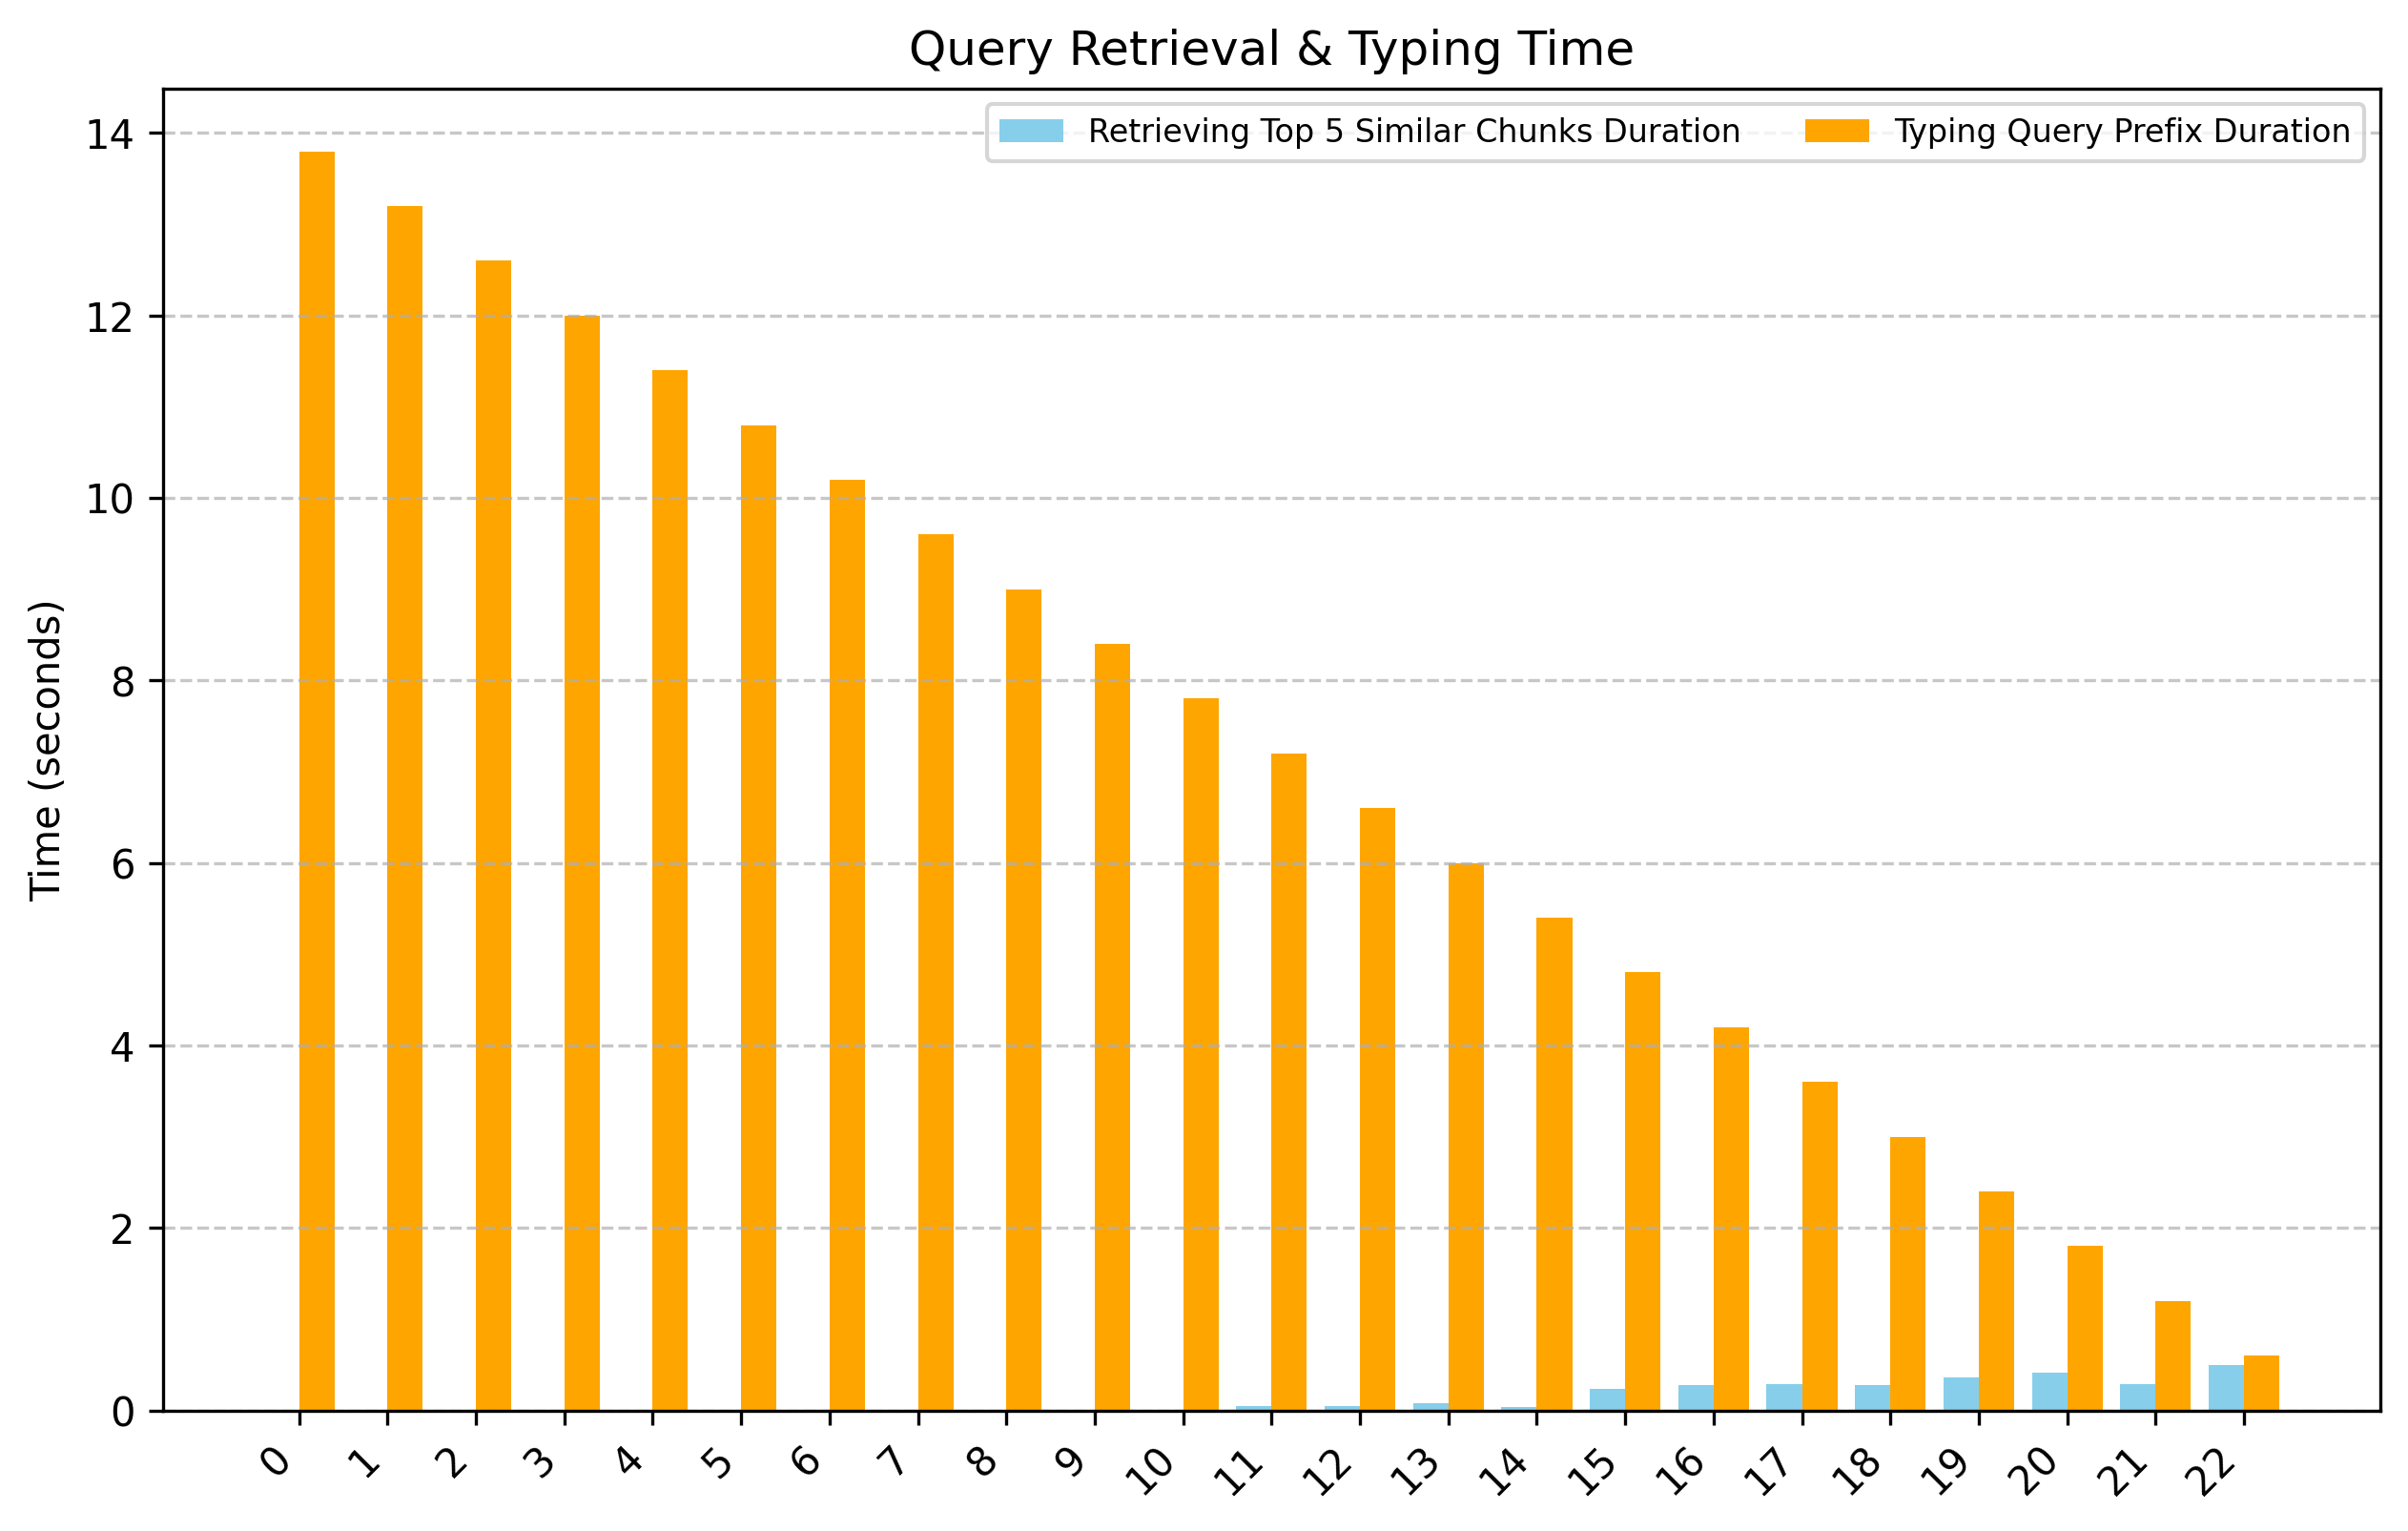 Query Retrieval & Typing Time
Retrieving Top 5 Similar Chunks Duration
Typing Query Prefix Duration
Time (seconds)
14
12
10
8
6
4
2
0
0 1 2 3 4 5 6 7 8 9 10 11 12 13 14 15 16 17 18 19 20 21 22